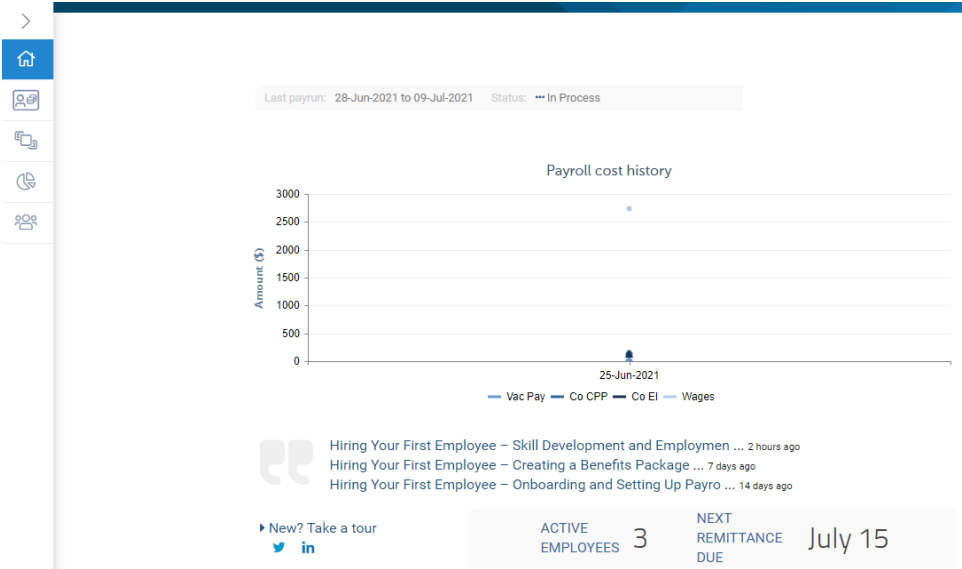 Last payrun: 28-Jun-2021 to 09-Jul-2021 Status: ••• In Process
Payroll cost history
Amount ($)
3000
2500
2000
1500
1000
500
0
25-Jun-2021
Vac Pay Co CPP Co EI Wages
Hiring Your First Employee – Skill Development and Employmen ... 2 hours ago
Hiring Your First Employee – Creating a Benefits Package ... 7 days ago
Hiring Your First Employee – Onboarding and Setting Up Payro ... 14 days ago
New? Take a tour
ACTIVE
EMPLOYEES 3
NEXT
REMITTANCE
DUE
July 15